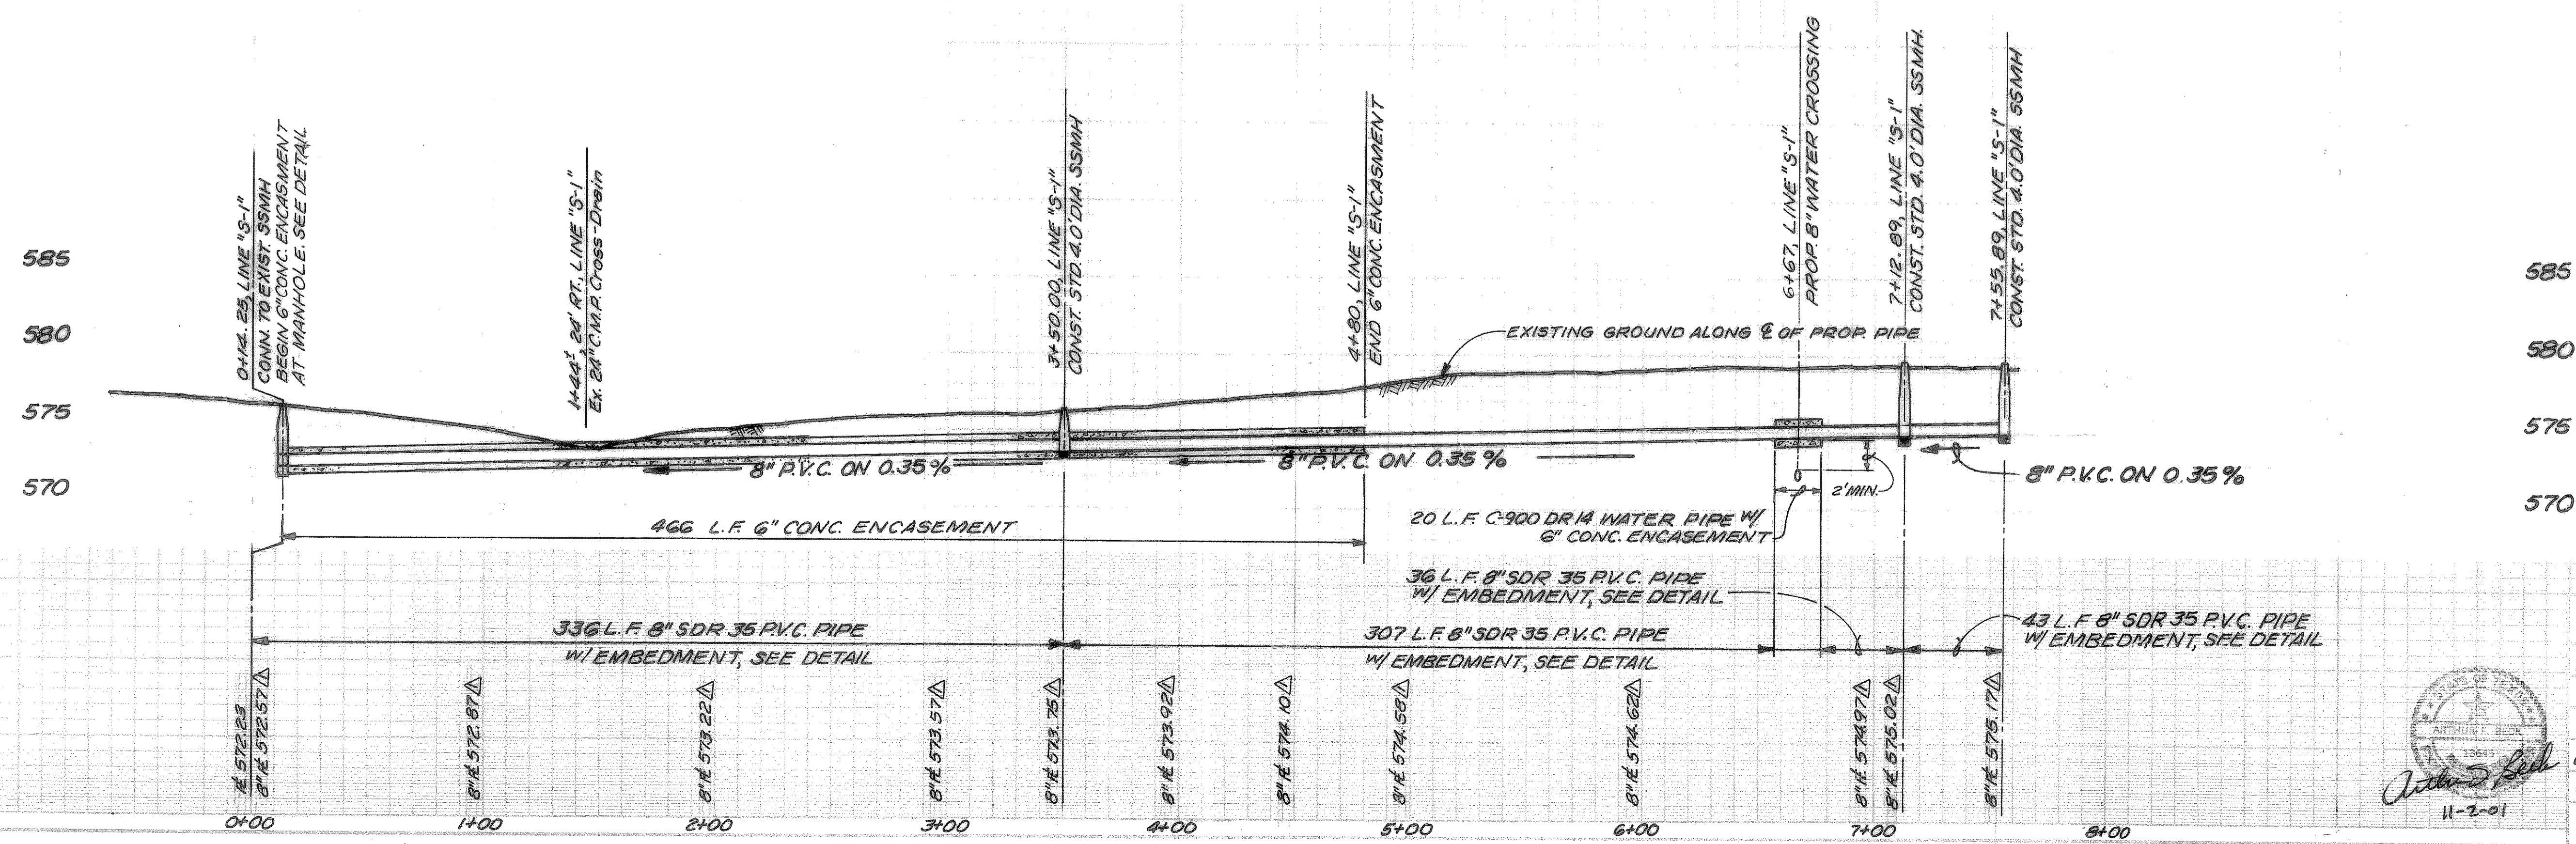 0+14.25, LINE "S-1"
CONN. TO EXIST. SSMH
BEGIN 6" CONC. ENCASMENT
AT MANHOLE. SEE DETAIL
1+44±, 24' RT., LINE "S-1"
Ex. 24" C.M.P. Cross-Drain
3+50.00, LINE "S-1"
CONST. STD. 4.0' DIA. SSMH
4+80, LINE "S-1"
END 6" CONC. ENCASMENT
6+67, LINE "S-1"
PROP. 8" WATER CROSSING
7+12.89, LINE "S-1"
CONST. STD. 4.0' DIA. SSMH.
7+55.89, LINE "S-1"
CONST. STD. 4.0' DIA. SSMH
585
580
575
570
585
580
575
570
EXISTING GROUND ALONG ℄ OF PROP. PIPE
8" P.V.C. ON 0.35%
8" P.V.C. ON 0.35%
8" P.V.C. ON 0.35%
2' MIN.
466 L.F. 6" CONC. ENCASEMENT
20 L.F. C-900 DR14 WATER PIPE W/
6" CONC. ENCASEMENT
36 L.F. 8" SDR 35 P.V.C. PIPE
W/ EMBEDMENT, SEE DETAIL
336 L.F. 8" SDR 35 P.V.C. PIPE
W/ EMBEDMENT, SEE DETAIL
307 L.F. 8" SDR 35 P.V.C. PIPE
W/ EMBEDMENT, SEE DETAIL
43 L.F 8" SDR 35 P.V.C. PIPE
W/ EMBEDMENT, SEE DETAIL
572.23
8" 572.57
8" 572.87
8" 573.22
8" 573.57
8" 573.75
8" 573.92
8" 574.10
8" 574.58
8" 574.62
8" 574.97
8" 575.02
8" 575.17
0+00
1+00
2+00
3+00
4+00
5+00
6+00
7+00
8+00
STATE OF TEXAS
ARTHUR F. BECK
11-2-01